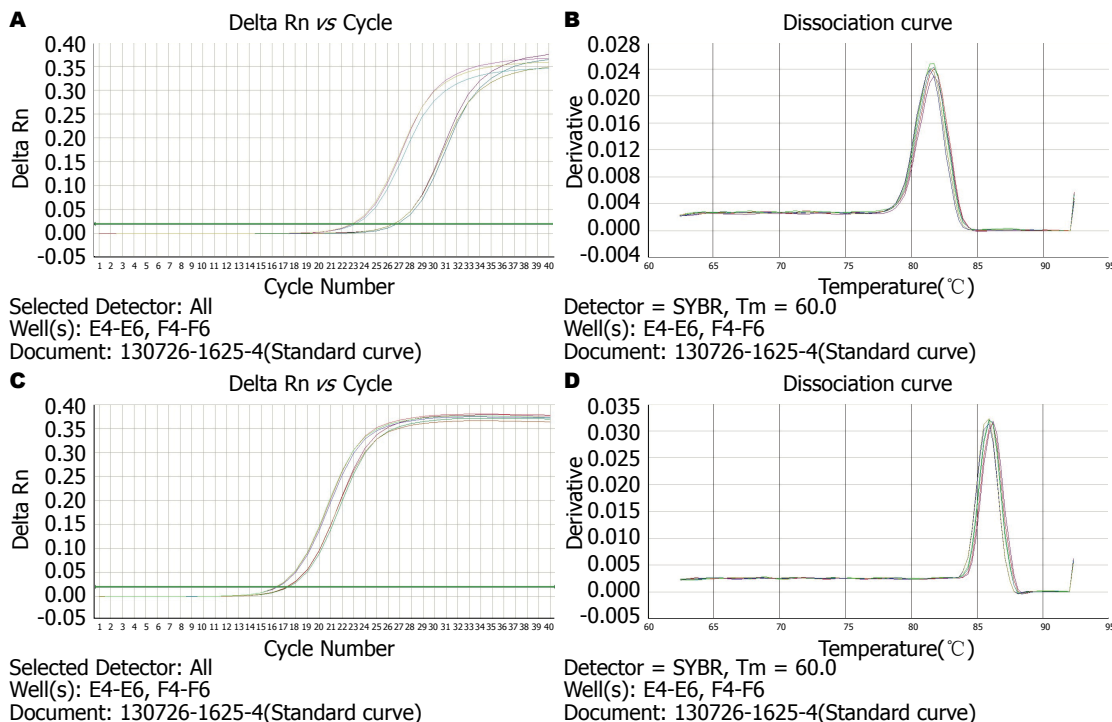 A
Delta Rn vs Cycle
0.40
0.35
0.30
0.25
0.20
0.15
0.10
0.05
0.00
-0.05
Delta Rn
1 2 3 4 5 6 7 8 9 10 11 12 13 14 15 16 17 18 19 20 21 22 23 24 25 26 27 28 29 30 31 32 33 34 35 36 37 38 39 40
Cycle Number
Selected Detector: All
Well(s): E4-E6, F4-F6
Document: 130726-1625-4(Standard curve)
B
Dissociation curve
0.028
0.024
0.020
0.016
0.012
0.008
0.004
0.000
-0.004
Derivative
60 65 70 75 80 85 90 95
Temperature(℃)
Detector = SYBR, Tm = 60.0
Well(s): E4-E6, F4-F6
Document: 130726-1625-4(Standard curve)
C
Delta Rn vs Cycle
0.40
0.35
0.30
0.25
0.20
0.15
0.10
0.05
0.00
-0.05
Delta Rn
1 2 3 4 5 6 7 8 9 10 11 12 13 14 15 16 17 18 19 20 21 22 23 24 25 26 27 28 29 30 31 32 33 34 35 36 37 38 39 40
Cycle Number
Selected Detector: All
Well(s): E4-E6, F4-F6
Document: 130726-1625-4(Standard curve)
D
Dissociation curve
0.035
0.030
0.025
0.020
0.015
0.010
0.005
0.000
-0.005
Derivative
60 65 70 75 80 85 90 95
Temperature(℃)
Detector = SYBR, Tm = 60.0
Well(s): E4-E6, F4-F6
Document: 130726-1625-4(Standard curve)